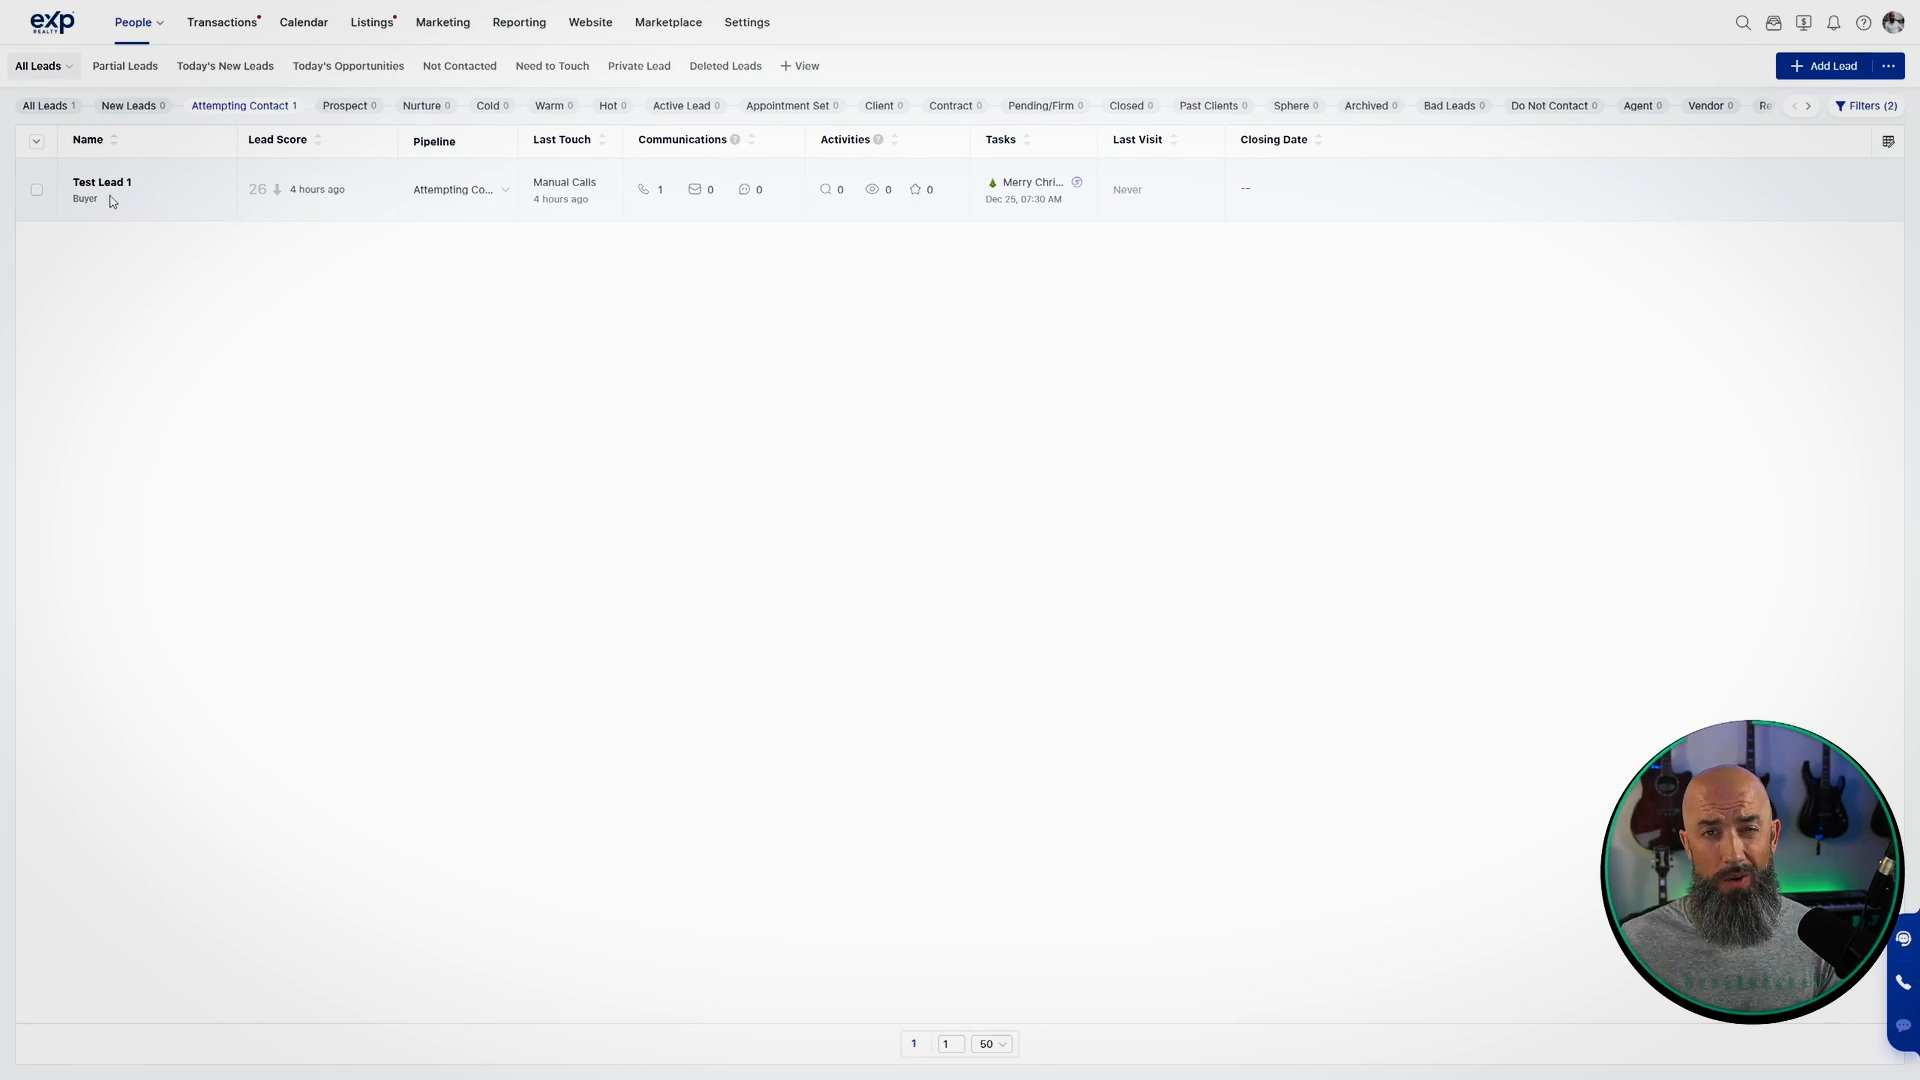 exp
REALTY
People
Transactions
Calendar
Listings
Marketing
Reporting
Website
Marketplace
Settings
All Leads
Partial Leads
Today's New Leads
Today's Opportunities
Not Contacted
Need to Touch
Private Lead
Deleted Leads
+ View
+ Add Lead
All Leads 1
New Leads 0
Attempting Contact 1
Prospect 0
Nurture 0
Cold 0
Warm 0
Hot 0
Active Lead 0
Appointment Set 0
Client 0
Contract 0
Pending/Firm 0
Closed 0
Past Clients 0
Sphere 0
Archived 0
Bad Leads 0
Do Not Contact 0
Agent 0
Vendor 0
Re
Filters (2)
Name
Lead Score
Pipeline
Last Touch
Communications
Activities
Tasks
Last Visit
Closing Date
Test Lead 1
Buyer
26
4 hours ago
Attempting Co...
Manual Calls
4 hours ago
1
0
0
0
0
0
Merry Chri...
Dec 25, 07:30 AM
Never
--
1
1
50